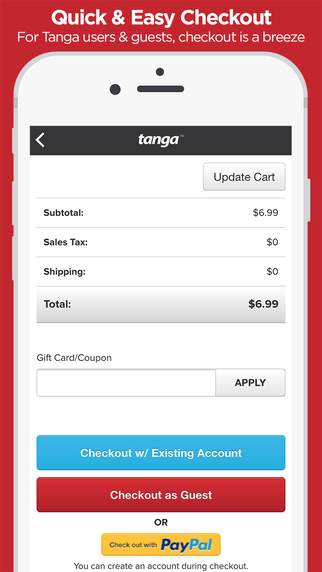 Quick & Easy Checkout
For Tanga users & guests, checkout is a breeze
tanga™
Update Cart
Subtotal: $6.99
Sales Tax: $0
Shipping: $0
Total: $6.99
Gift Card/Coupon
APPLY
Checkout w/ Existing Account
Checkout as Guest
OR
Check out with PayPal
You can create an account during checkout.